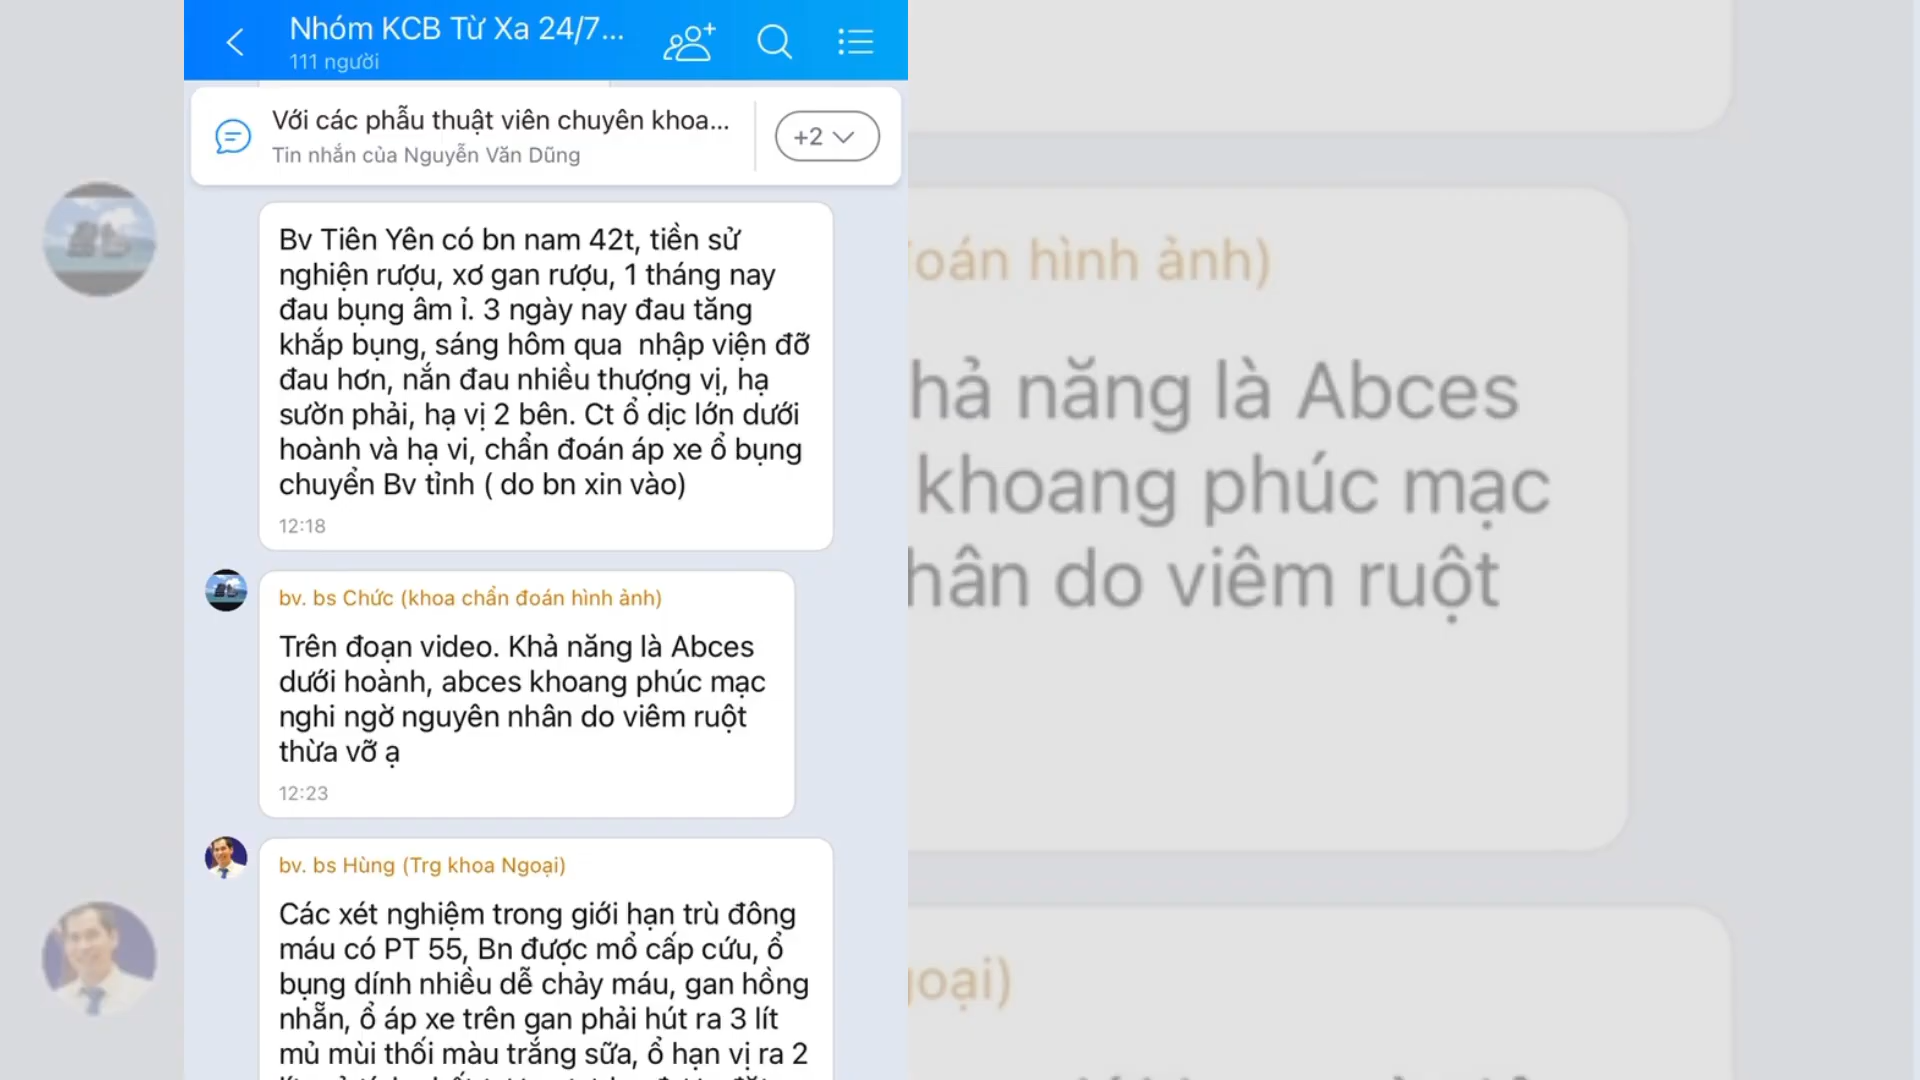 Nhóm KCB Từ Xa 24/7...
111 người
Với các phẫu thuật viên chuyên khoa...
Tin nhắn của Nguyễn Văn Dũng
+2
Bv Tiên Yên có bn nam 42t, tiền sử
nghiện rượu, xơ gan rượu, 1 tháng nay
đau bụng âm ỉ. 3 ngày nay đau tăng
khắp bụng, sáng hôm qua nhập viện đỡ
đau hơn, nắn đau nhiều thượng vị, hạ
sườn phải, hạ vị 2 bên. Ct ổ dịc lớn dưới
hoành và hạ vi, chẩn đoán áp xe ổ bụng
chuyển Bv tỉnh ( do bn xin vào)
12:18
bv. bs Chức (khoa chẩn đoán hình ảnh)
Trên đoạn video. Khả năng là Abces
dưới hoành, abces khoang phúc mạc
nghi ngờ nguyên nhân do viêm ruột
thừa vỡ ạ
12:23
bv. bs Hùng (Trg khoa Ngoại)
Các xét nghiệm trong giới hạn trù đông
máu có PT 55, Bn được mổ cấp cứu, ổ
bụng dính nhiều dễ chảy máu, gan hồng
nhẵn, ổ áp xe trên gan phải hút ra 3 lít
mủ mùi thối màu trắng sữa, ổ hạn vị ra 2
oán hình ảnh)
hả năng là Abces
khoang phúc mạc
hân do viêm ruột
goại)